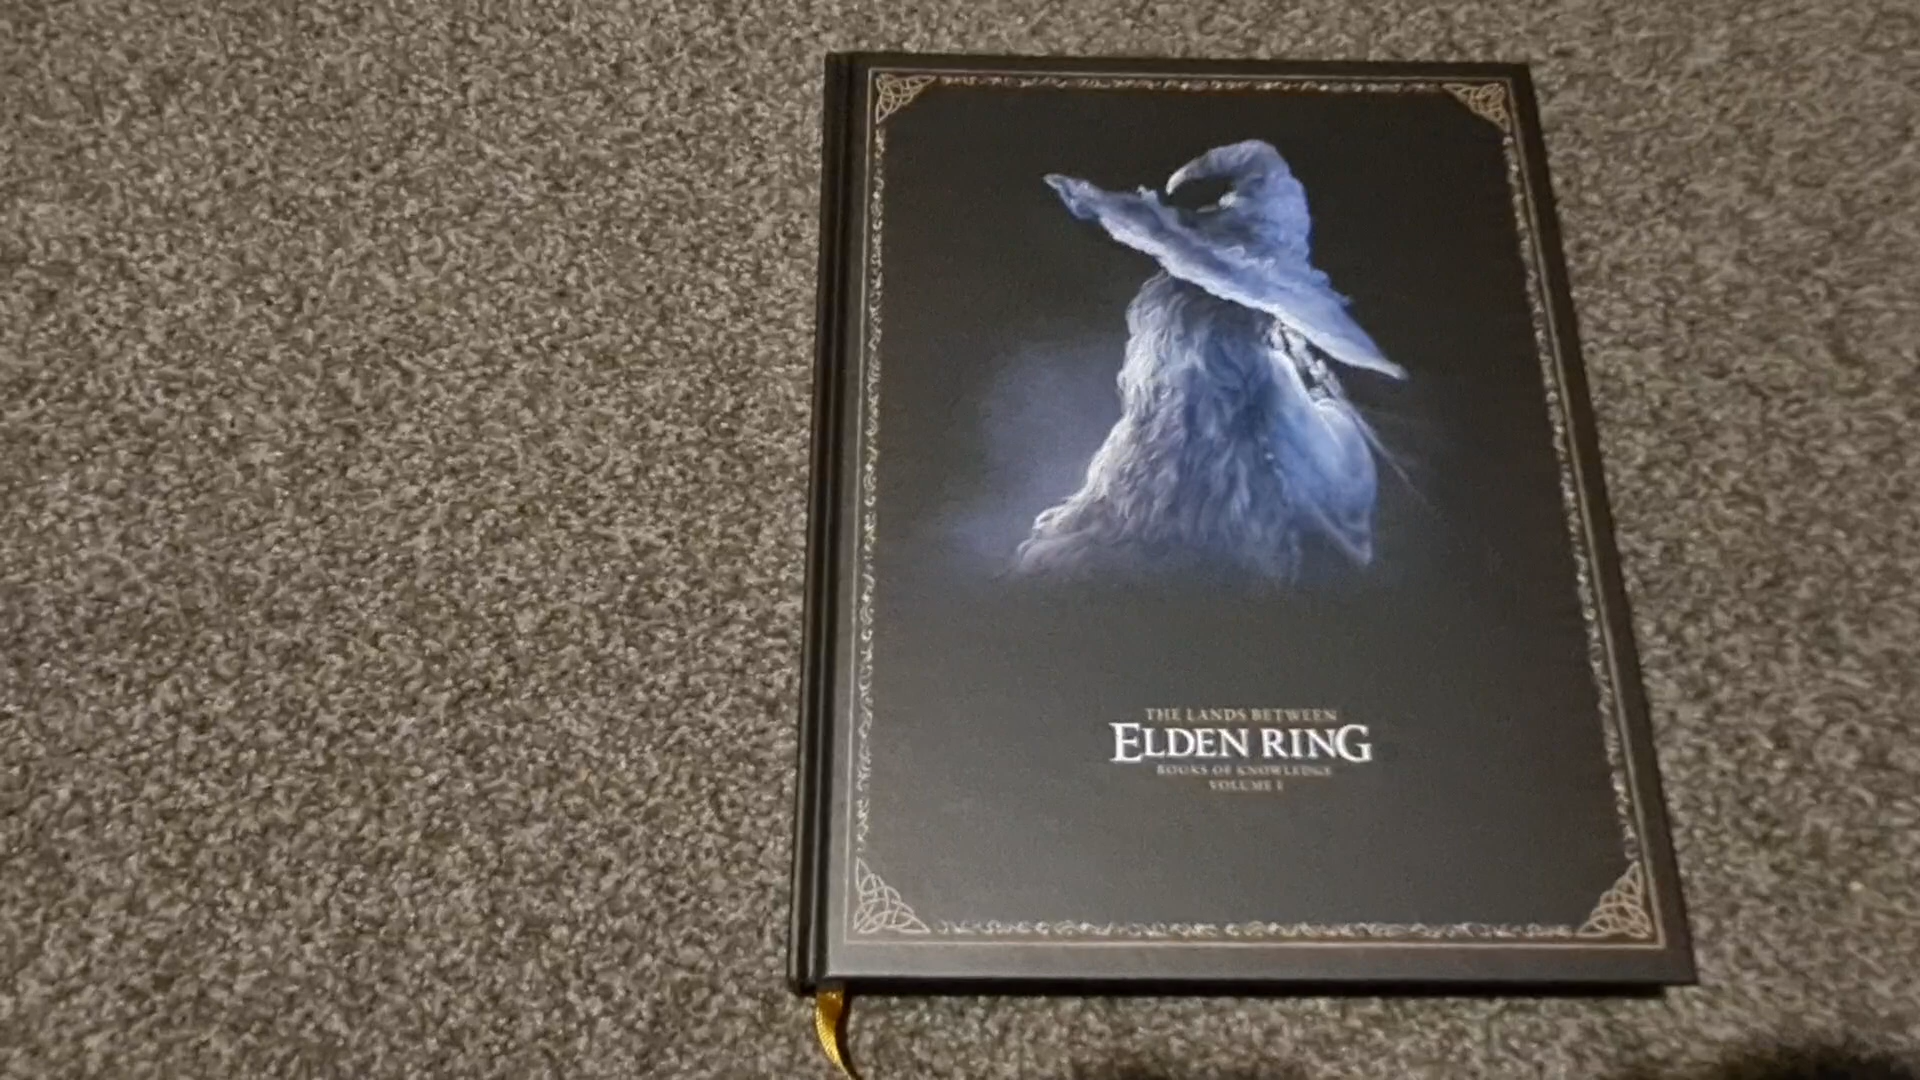 THE LANDS BETWEEN
ELDEN RING
BOOKS OF KNOWLEDGE
VOLUME I